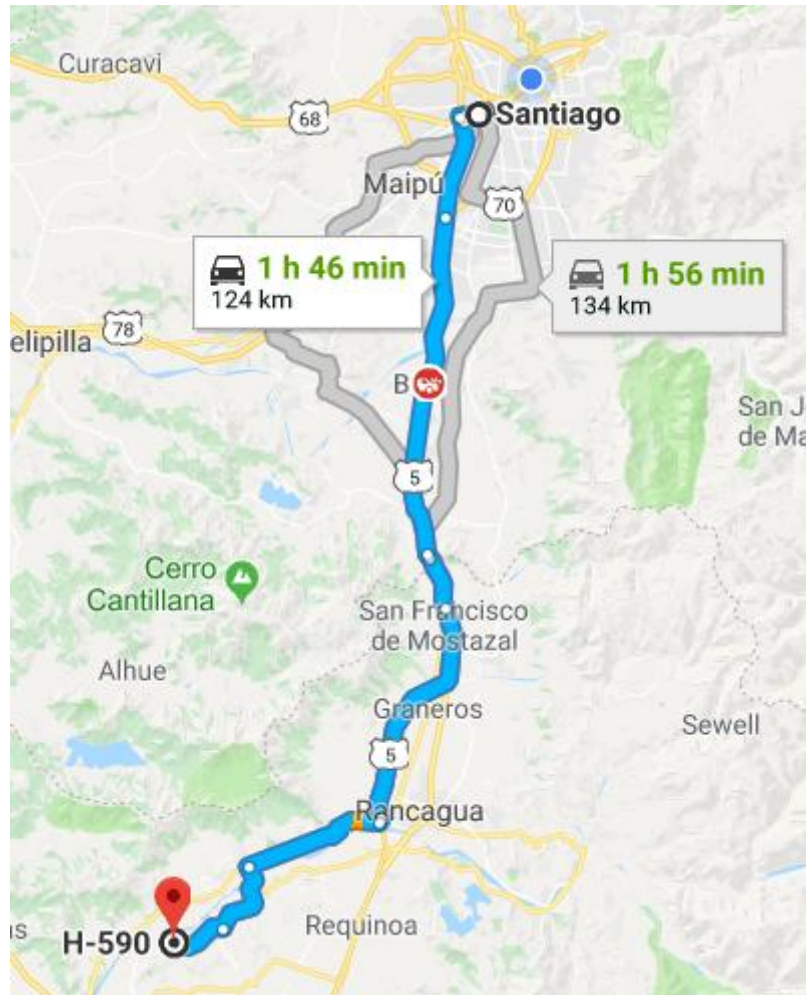 Curacavi
Santiago
68
Maipú
70
1 h 46 min
124 km
1 h 56 min
134 km
78
elipilla
B
San J
de Ma
5
Cerro
Cantillana
San Francisco
de Mostazal
Alhue
Graneros
Sewell
5
Rancagua
Requinoa
as
H-590